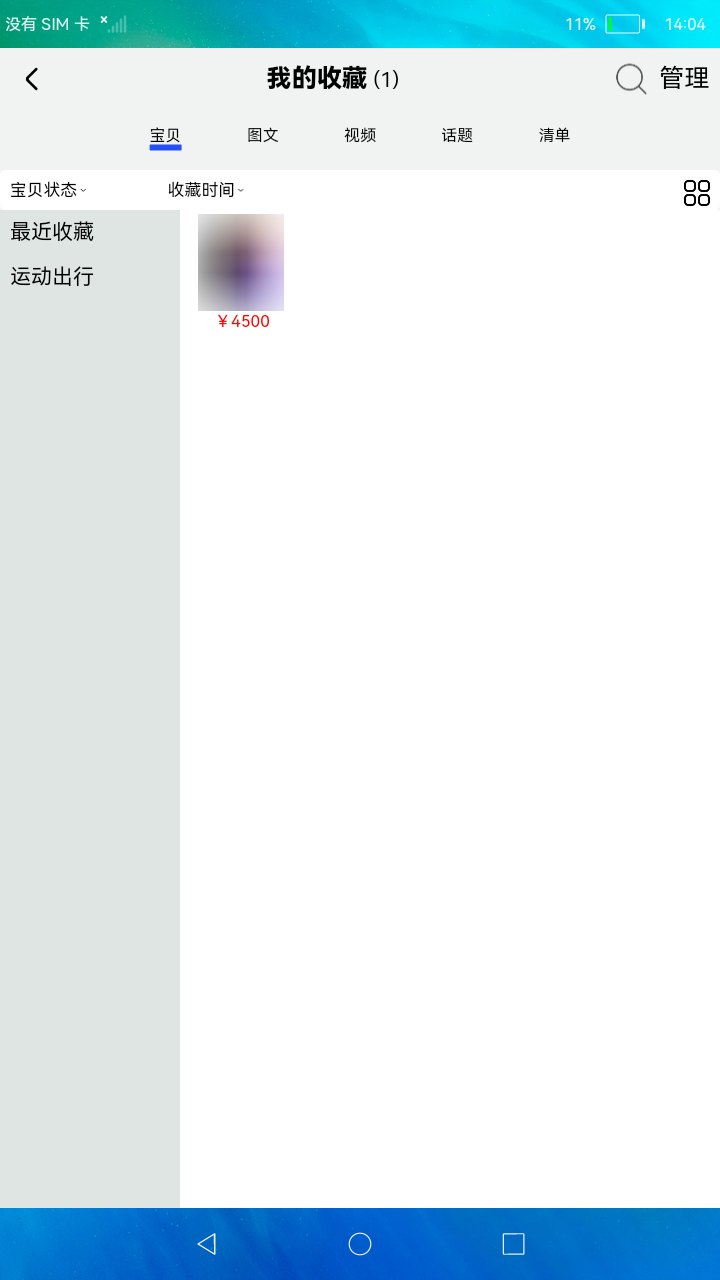 没有 SIM 卡 11% 14:04
我的收藏 (1) 管理
宝贝 图文 视频 话题 清单
宝贝状态 收藏时间
最近收藏
运动出行
￥4500